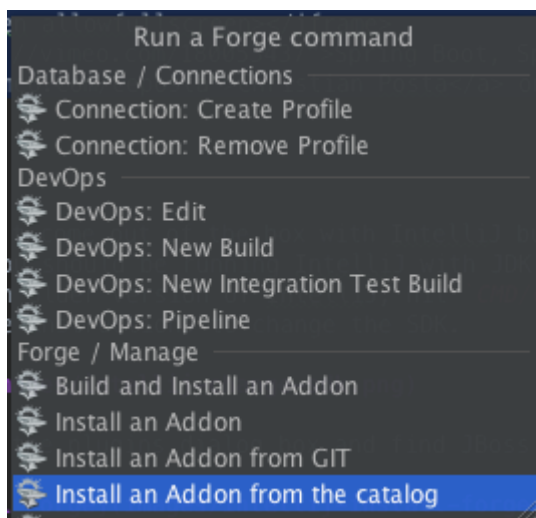 Run a Forge command
Database / Connections
Connection: Create Profile
Connection: Remove Profile
DevOps
DevOps: Edit
DevOps: New Build
DevOps: New Integration Test Build
DevOps: Pipeline
Forge / Manage
Build and Install an Addon
Install an Addon
Install an Addon from GIT
Install an Addon from the catalog